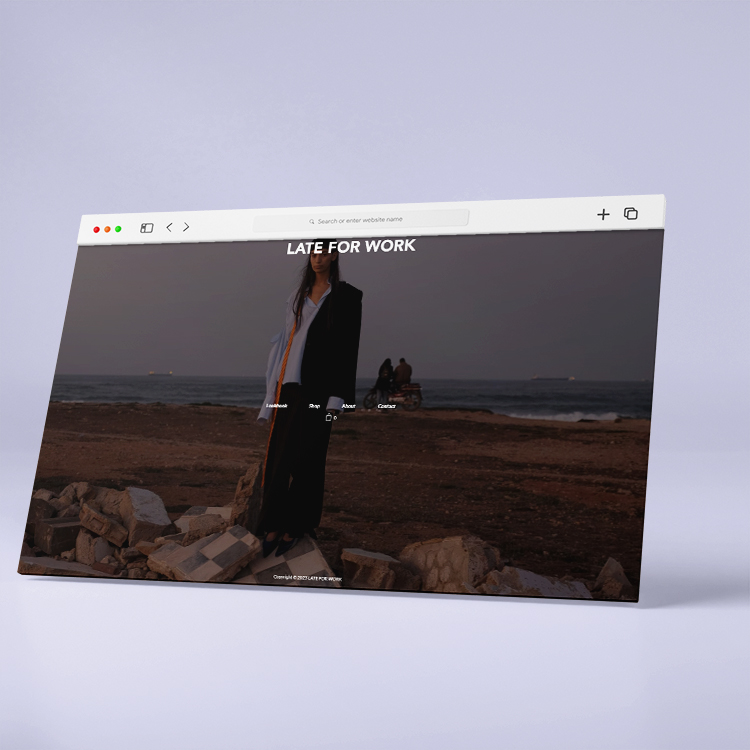 Search or enter website name
LATE FOR WORK
Lookbook Shop About Contact
0
Copyright © 2023 LATE FOR WORK